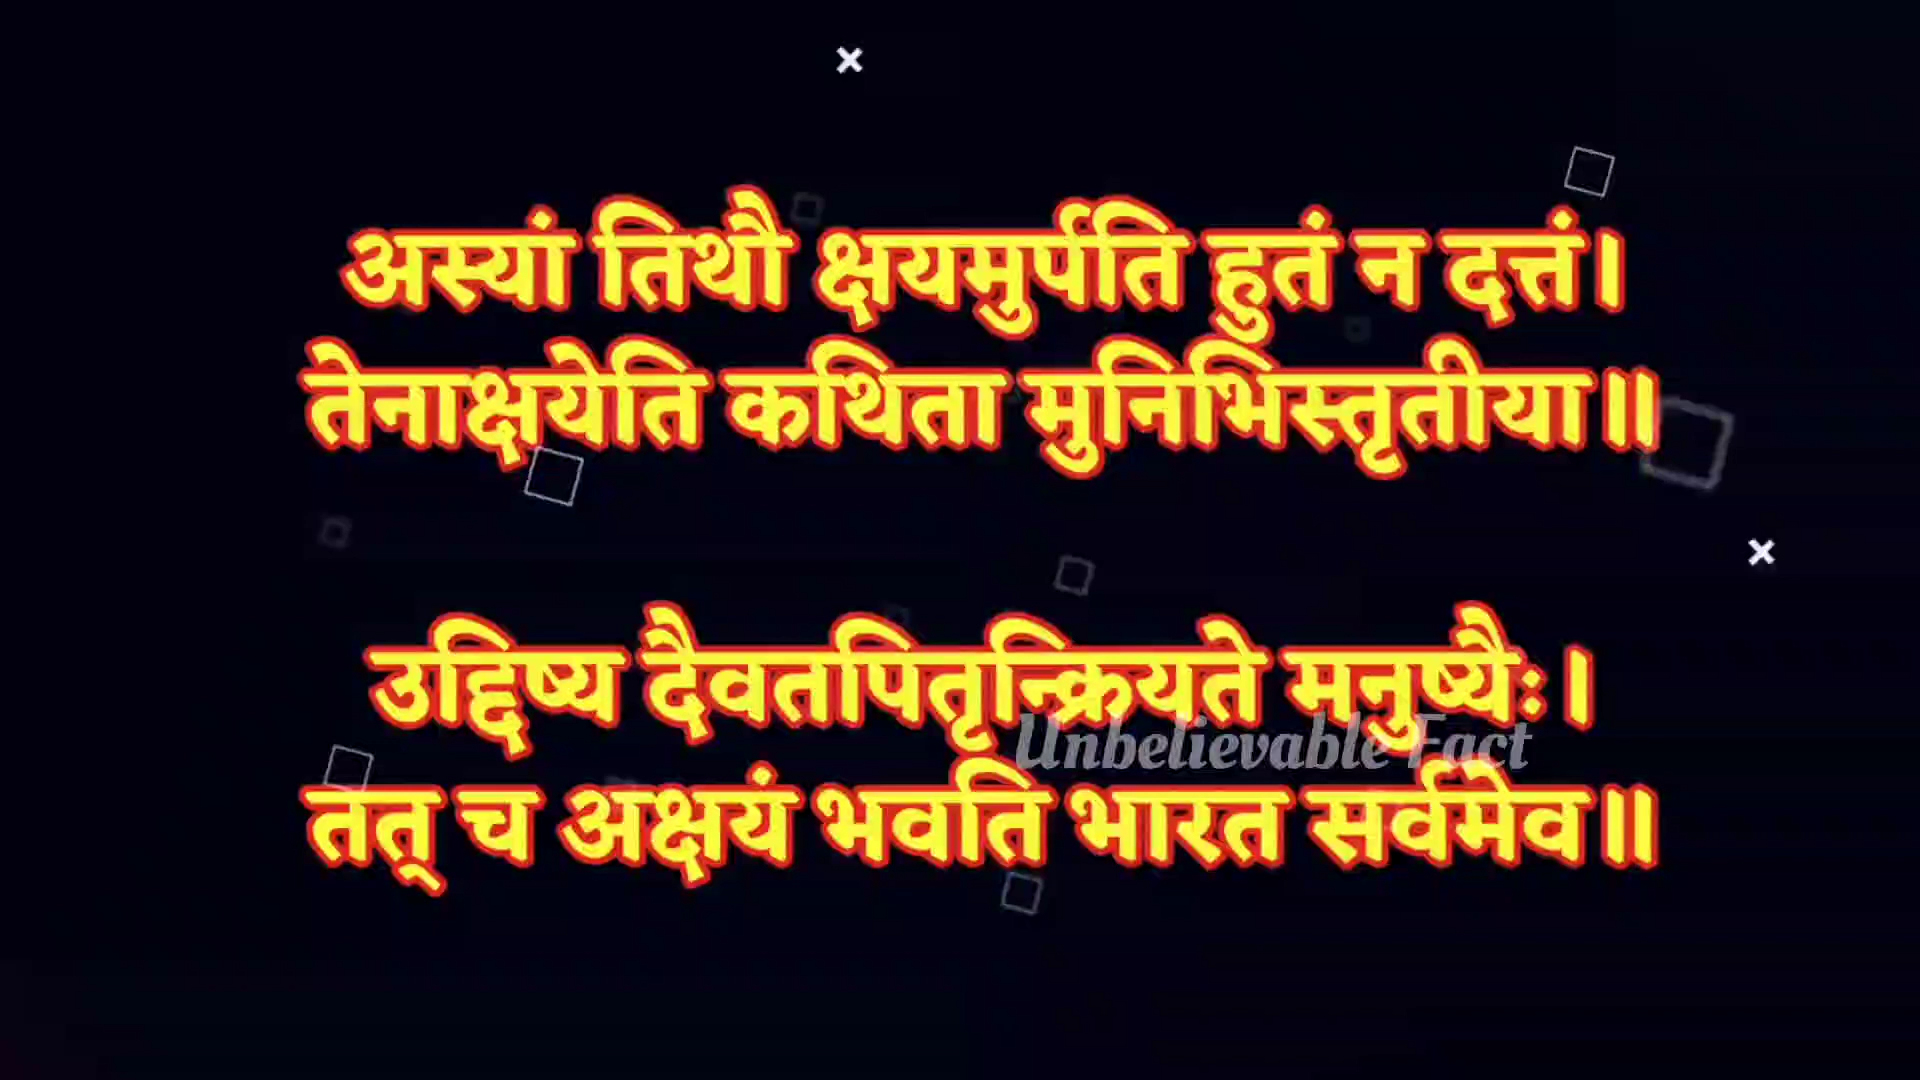 अस्यां तिथौ क्षयमुर्पति हुतं न दत्तं।
तेनाक्षयेति कथिता मुनिभिस्तृतीया॥
उद्दिष्य दैवतपितृन्क्रियते मनुष्यैः।
Unbelievable Fact
तत् च अक्षयं भवति भारत सर्वमेव॥